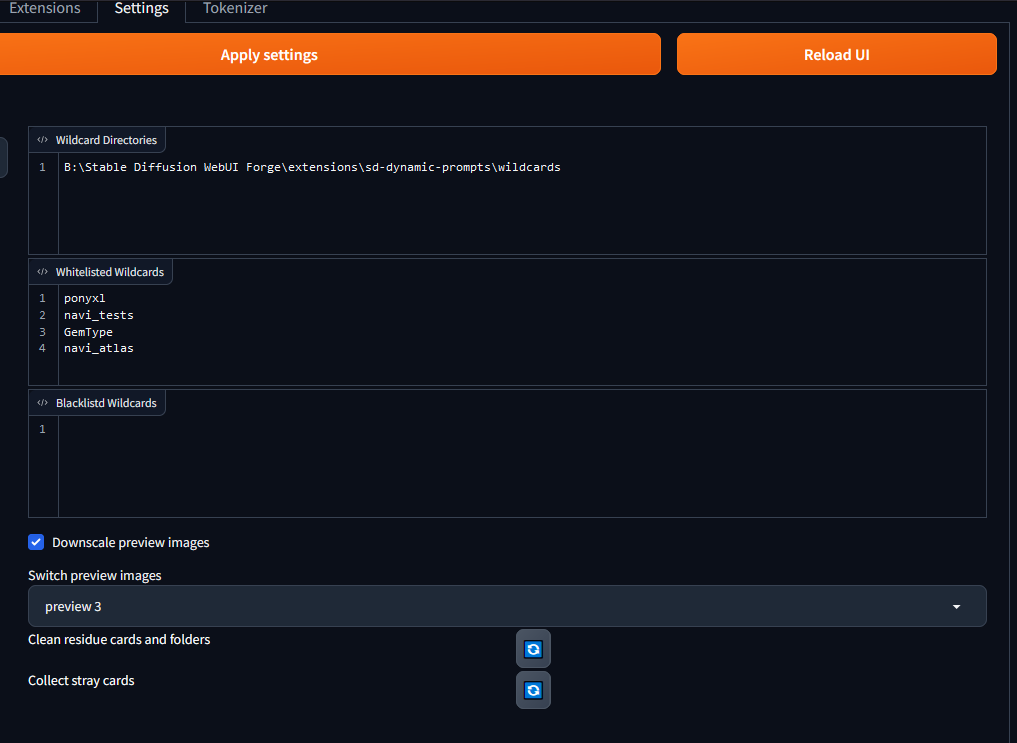 Extensions
Settings
Tokenizer
Apply settings
Reload UI
Wildcard Directories
1 B:\Stable Diffusion WebUI Forge\extensions\sd-dynamic-prompts\wildcards
Whitelisted Wildcards
1 ponyxl
2 navi_tests
3 GemType
4 navi_atlas
Blacklistd Wildcards
1
Downscale preview images
Switch preview images
preview 3
Clean residue cards and folders
Collect stray cards